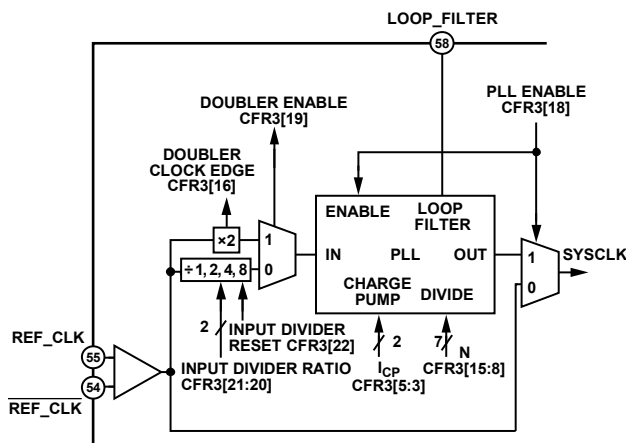 LOOP_FILTER
58
DOUBLER ENABLE
CFR3[19]
PLL ENABLE
CFR3[18]
DOUBLER
CLOCK EDGE
CFR3[16]
ENABLE
LOOP
FILTER
×2
1
IN
PLL
OUT
1
SYSCLK
÷1, 2, 4, 8
0
0
CHARGE
PUMP
DIVIDE
2
INPUT DIVIDER
RESET CFR3[22]
2
7
REF_CLK
55
INPUT DIVIDER RATIO
CFR3[21:20]
ICP
CFR3[5:3]
N
CFR3[15:8]
54
REF_CLK